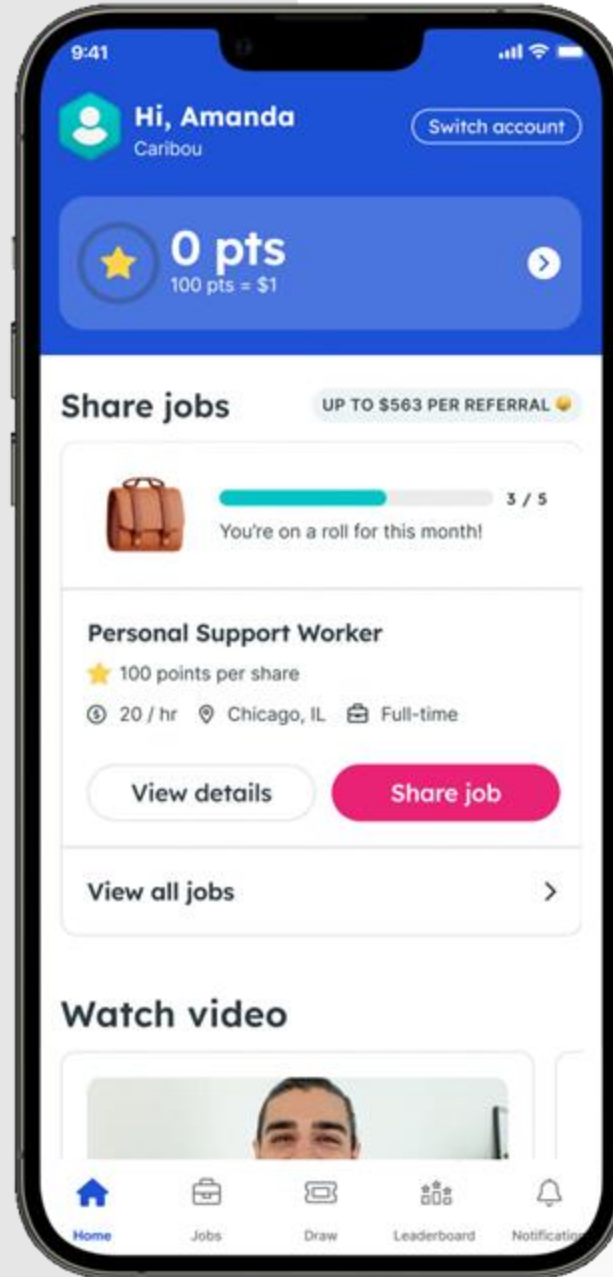 9:41
Hi, Amanda
Caribou
Switch account
0 pts
100 pts = $1
Share jobs
UP TO $563 PER REFERRAL
3 / 5
You're on a roll for this month!
Personal Support Worker
100 points per share
20 / hr Chicago, IL Full-time
View details
Share job
View all jobs
Watch video
Home
Jobs
Draw
Leaderboard
Notification